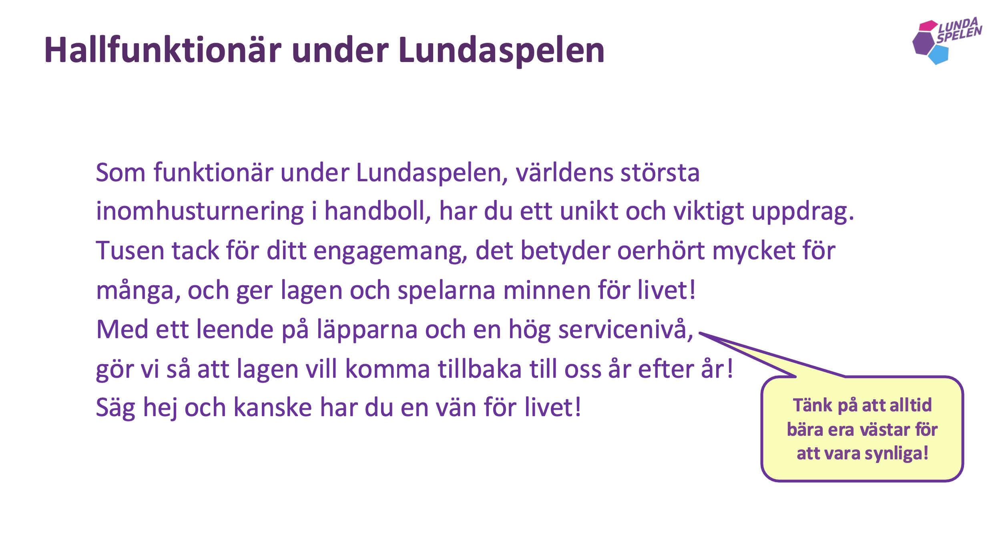 Hallfunktionär under Lundaspelen
LUNDA
SPELEN
Som funktionär under Lundaspelen, världens största
inomhusturnering i handboll, har du ett unikt och viktigt uppdrag.
Tusen tack för ditt engagemang, det betyder oerhört mycket för
många, och ger lagen och spelarna minnen för livet!
Med ett leende på läpparna och en hög servicenivå,
gör vi så att lagen vill komma tillbaka till oss år efter år!
Säg hej och kanske har du en vän för livet!
Tänk på att alltid
bära era västar för
att vara synliga!